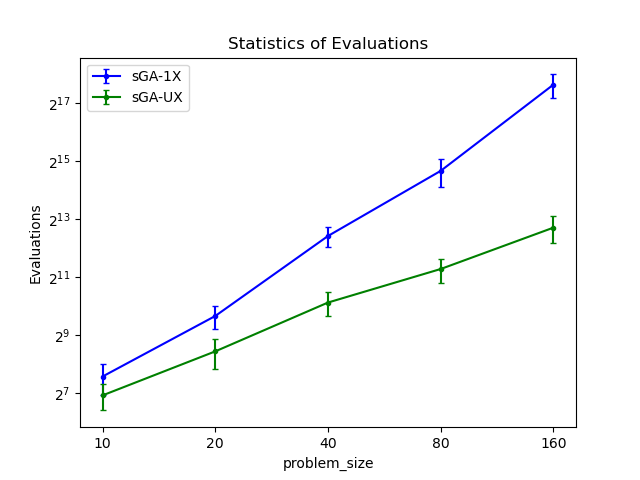 Statistics of Evaluations
sGA-1X
sGA-UX
2^17
2^15
2^13
2^11
2^9
2^7
Evaluations
10 20 40 80 160
problem_size